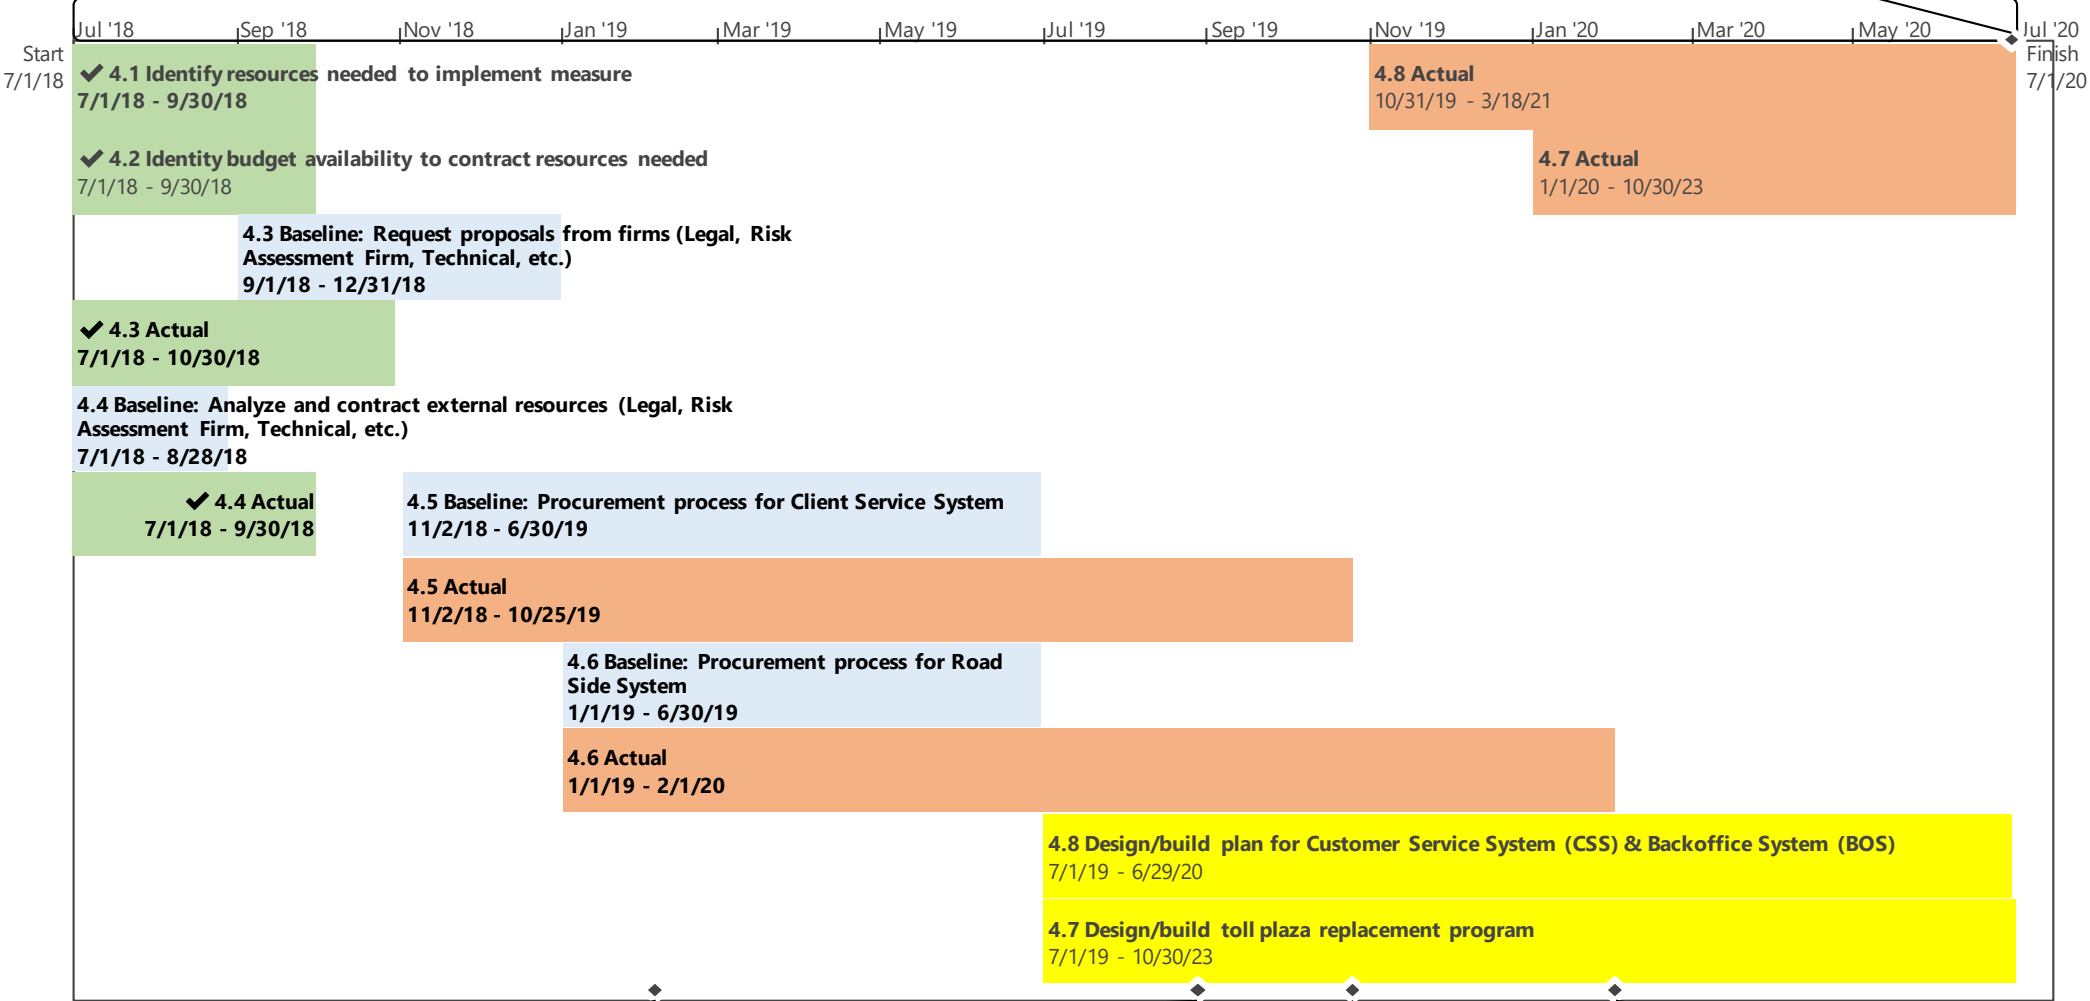 Jul '18
Sep '18
Nov '18
Jan '19
Mar '19
May '19
Jul '19
Sep '19
Nov '19
Jan '20
Mar '20
May '20
Jul '20
Start
7/1/18
Finish
7/1/20
✔ 4.1 Identify resources needed to implement measure
7/1/18 - 9/30/18
4.8 Actual
10/31/19 - 3/18/21
✔ 4.2 Identity budget availability to contract resources needed
7/1/18 - 9/30/18
4.7 Actual
1/1/20 - 10/30/23
4.3 Baseline: Request proposals from firms (Legal, Risk
Assessment Firm, Technical, etc.)
9/1/18 - 12/31/18
✔ 4.3 Actual
7/1/18 - 10/30/18
4.4 Baseline: Analyze and contract external resources (Legal, Risk
Assessment Firm, Technical, etc.)
7/1/18 - 8/28/18
✔ 4.4 Actual
7/1/18 - 9/30/18
4.5 Baseline: Procurement process for Client Service System
11/2/18 - 6/30/19
4.5 Actual
11/2/18 - 10/25/19
4.6 Baseline: Procurement process for Road
Side System
1/1/19 - 6/30/19
4.6 Actual
1/1/19 - 2/1/20
4.8 Design/build plan for Customer Service System (CSS) & Backoffice System (BOS)
7/1/19 - 6/29/20
4.7 Design/build toll plaza replacement program
7/1/19 - 10/30/23